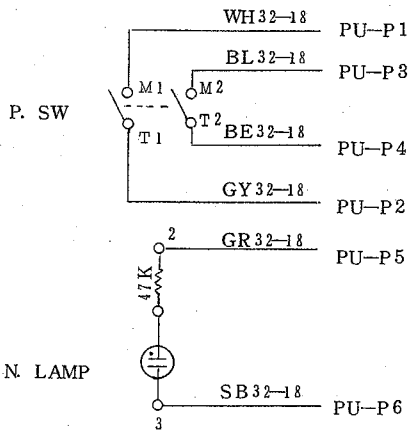 WH32-18 PU-P1
BL32-18 PU-P3
M1 M2
P. SW
T1 T2
BE32-18 PU-P4
GY32-18 PU-P2
2 GR32-18 PU-P5
47K
N. LAMP
SB32-18 PU-P6
3